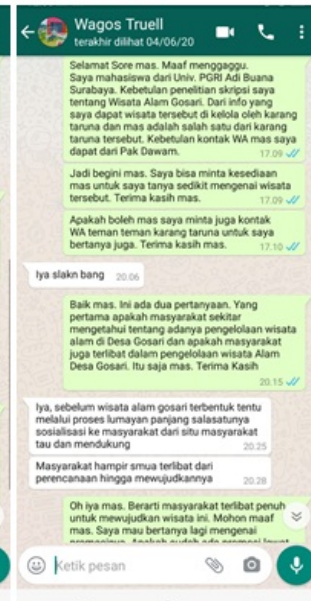 Wagos Truell
terakhir dilihat 04/06/20
Selamat Sore mas. Maaf menggaggu.
Saya mahasiswa dari Univ. PGRI Adi Buana
Surabaya. Kebetulan penelitian skripsi saya
tentang Wisata Alam Gosari. Dari info yang
saya dapat wisata tersebut di kelola oleh karang
taruna dan mas adalah salah satu dari karang
taruna tersebut. Kebetulan kontak WA mas saya
dapat dari Pak Dawam.
17.09
Jadi begini mas. Saya bisa minta kesediaan
mas untuk saya tanya sedikit mengenai wisata
tersebut. Terima kasih mas.
17.09
Apakah boleh mas saya minta juga kontak
WA teman teman karang taruna untuk saya
bertanya juga. Terima kasih mas.
17.10
Iya slakn bang 20.06
Baik mas. Ini ada dua pertanyaan. Yang
pertama apakah masyarakat sekitar
mengetahui tentang adanya pengelolaan wisata
alam di Desa Gosari dan apakah masyarakat
juga terlibat dalam pengelolaan wisata Alam
Desa Gosari. Itu saja mas. Terima Kasih
20.15
Iya, sebelum wisata alam gosari terbentuk tentu
melalui proses lumayan panjang salasatunya
sosialisasi ke masyarakat dari situ masyarakat
tau dan mendukung
20.25
Masyarakat hampir smua terlibat dari
perencanaan hingga mewujudkannya 20.28
Oh iya mas. Berarti masyarakat terlibat penuh
untuk mewujudkan wisata ini. Mohon maaf
mas. Saya mau bertanya lagi mengenai
Ketik pesan